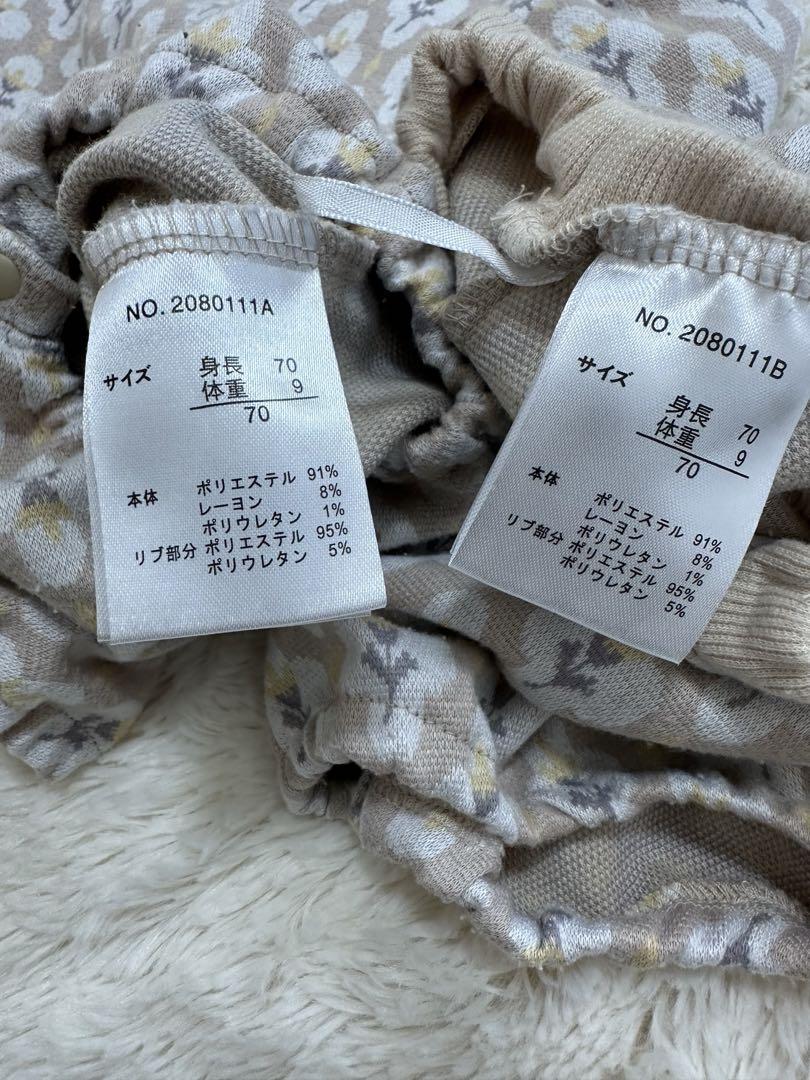 NO. 2080111A
サイズ 身長 70
体重 9
70
本体 ポリエステル 91%
レーヨン 8%
ポリウレタン 1%
リブ部分 ポリエステル 95%
ポリウレタン 5%
NO. 2080111B
サイズ 身長 70
体重 9
70
本体 ポリエステル 91%
レーヨン 8%
ポリウレタン 1%
リブ部分 ポリエステル 95%
ポリウレタン 5%